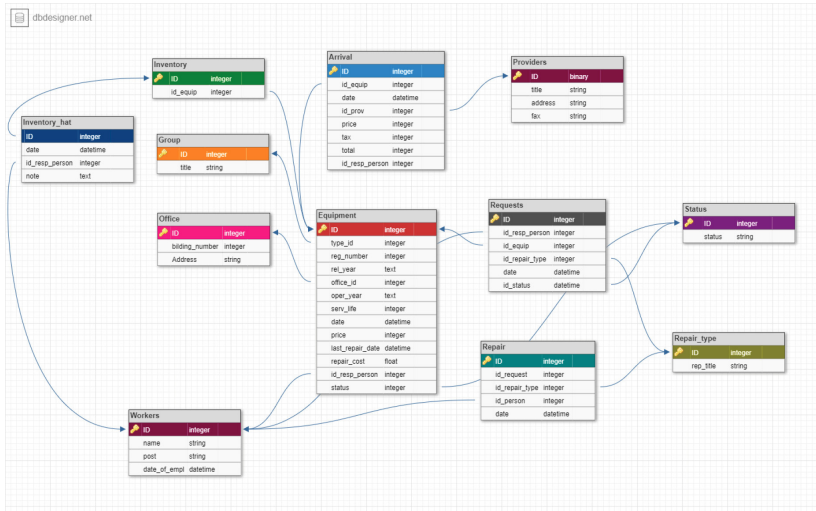 dbdesigner.net
Inventory
ID integer
id_equip integer
Arrival
ID integer
id_equip integer
date datetime
id_prov integer
price integer
tax integer
total integer
id_resp_person integer
Providers
ID binary
title string
address string
fax string
Inventory_hat
ID integer
date datetime
id_resp_person integer
note text
Group
ID integer
title string
Office
ID integer
bilding_number integer
Address string
Equipment
ID integer
type_id integer
reg_number integer
rel_year text
office_id integer
oper_year text
serv_life integer
date datetime
price integer
last_repair_date datetime
repair_cost float
id_resp_person integer
status integer
Requests
ID integer
id_resp_person integer
id_equip integer
id_repair_type integer
date datetime
id_status datetime
Status
ID integer
status string
Repair
ID integer
id_request integer
id_repair_type integer
id_person integer
date datetime
Repair_type
ID integer
rep_title string
Workers
ID integer
name string
post string
date_of_empl datetime